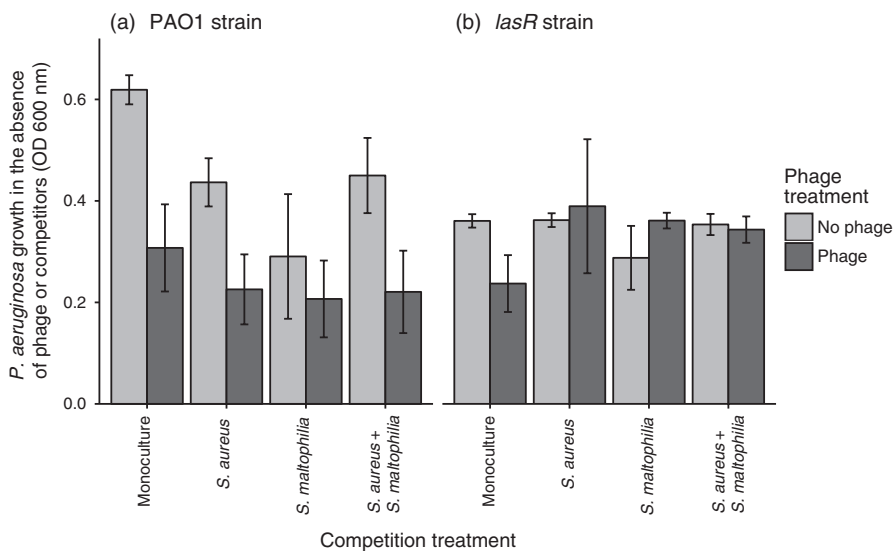 (a) PAO1 strain
(b) lasR strain
P. aeruginosa growth in the absence
of phage or competitors (OD 600 nm)
0.6
0.4
0.2
0.0
Monoculture
S. aureus
S. maltophilia
S. aureus +
S. maltophilia
Monoculture
S. aureus
S. maltophilia
S. aureus +
S. maltophilia
Competition treatment
Phage
treatment
No phage
Phage